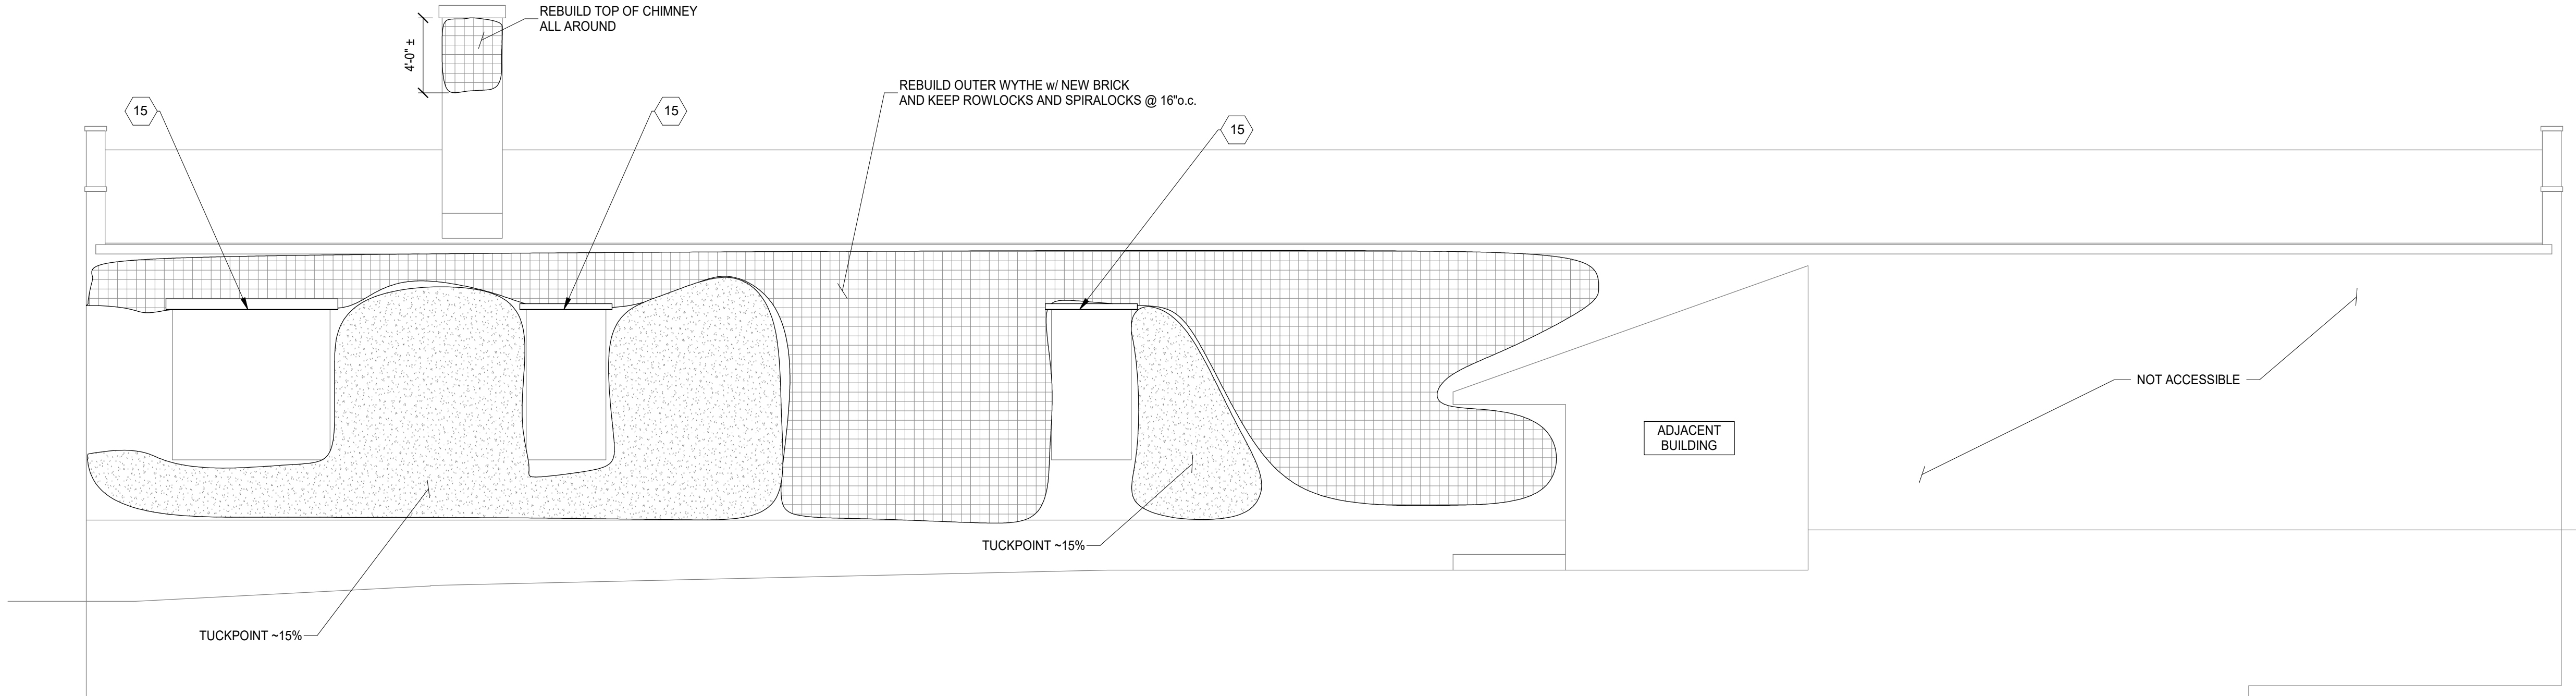 REBUILD TOP OF CHIMNEY
ALL AROUND
4'-0" ±
REBUILD OUTER WYTHE w/ NEW BRICK
AND KEEP ROWLOCKS AND SPIRALOCKS @ 16"o.c.
15
15
15
NOT ACCESSIBLE
ADJACENT
BUILDING
TUCKPOINT ~15%
TUCKPOINT ~15%